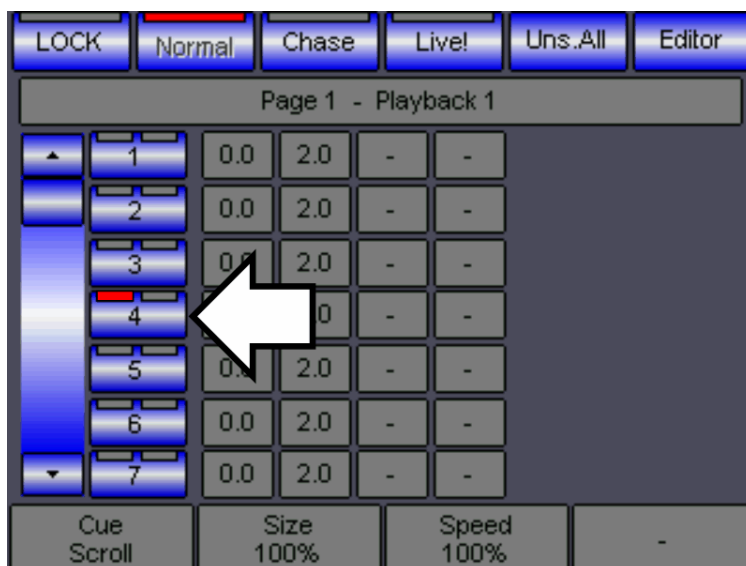 LOCK Normal Chase Live! Uns.All Editor
Page 1 - Playback 1
1 0.0 2.0 - -
2 0.0 2.0 - -
3 2.0 - -
4 - -
5 2.0 - -
6 0.0 2.0 - -
7 0.0 2.0 - -
Cue Size Speed -
Scroll 100% 100%